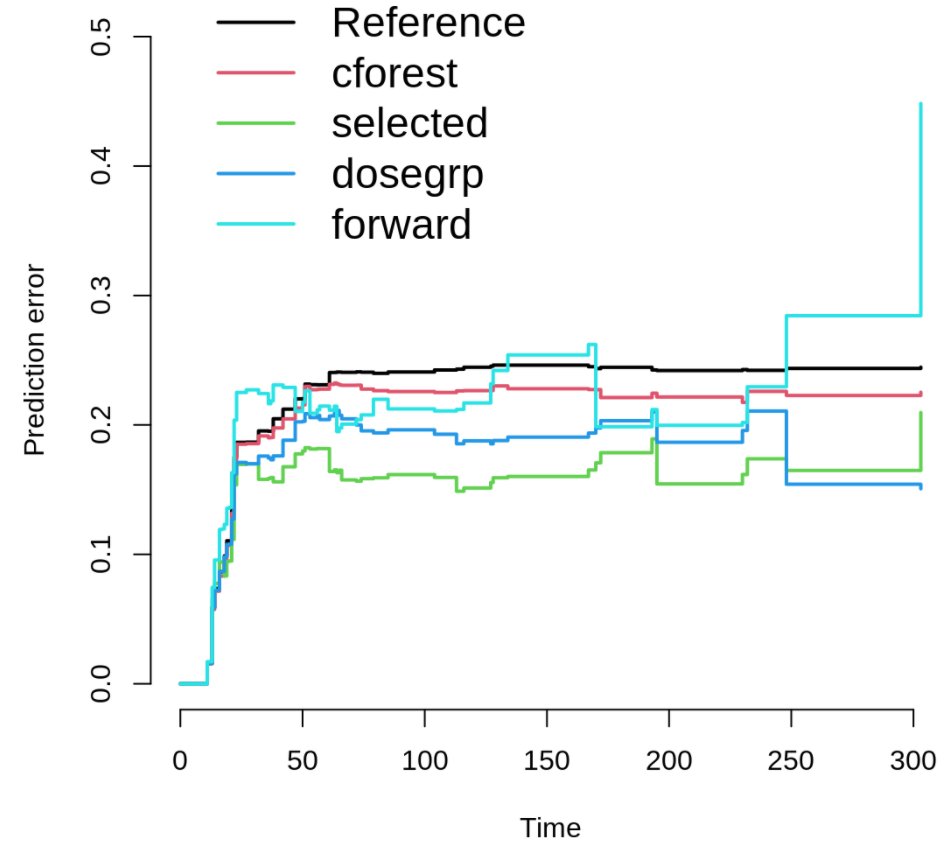 Reference
cforest
selected
dosegrp
forward
Prediction error
0.5
0.4
0.3
0.2
0.1
0.0
0 50 100 150 200 250 300
Time